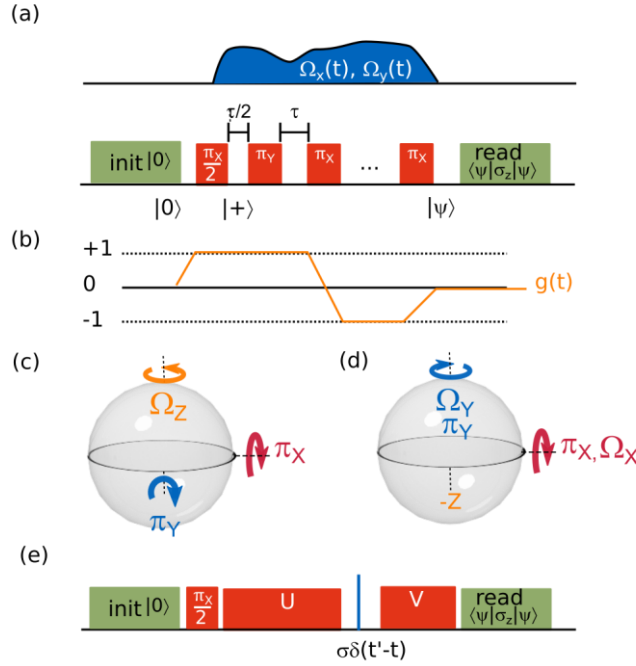 (a)
Ωx(t), Ωy(t)
τ/2 τ
init|0⟩ πX/2 πY πX ... πX read ⟨ψ|σz|ψ⟩
|0⟩ |+⟩ |ψ⟩
(b)
+1
0 g(t)
-1
(c) (d)
ΩZ ΩY
πY
πX πX,ΩX
πY -Z
(e)
init|0⟩ πX/2 U V read ⟨ψ|σz|ψ⟩
σδ(t'-t)